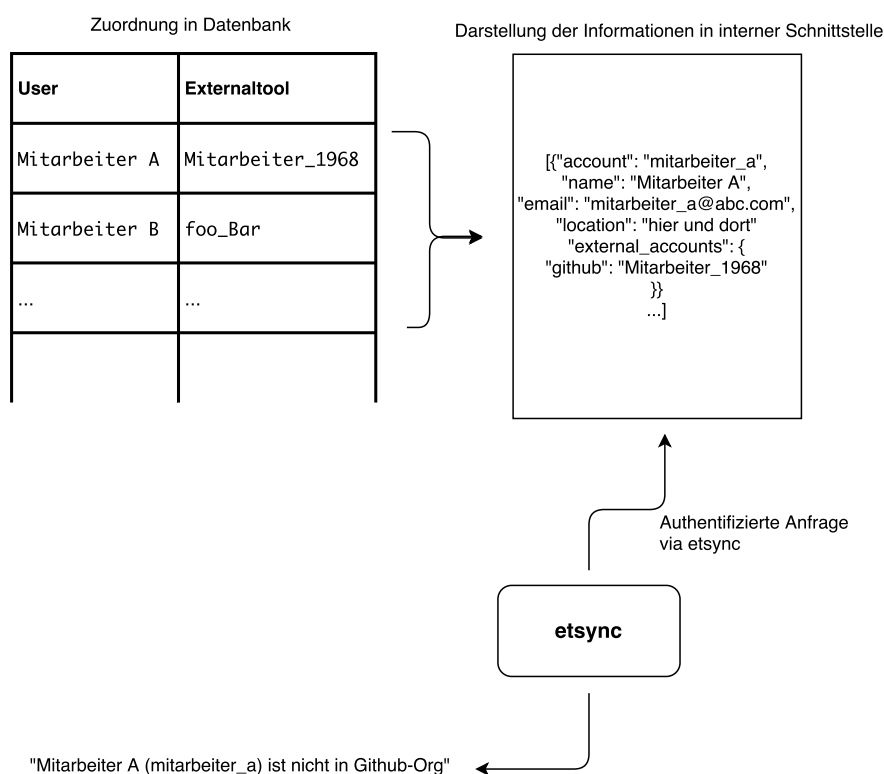 Zuordnung in Datenbank
Darstellung der Informationen in interner Schnittstelle
User Externaltool
Mitarbeiter A Mitarbeiter_1968
Mitarbeiter B foo_Bar
... ...
[{"account": "mitarbeiter_a",
"name": "Mitarbeiter A",
"email": "mitarbeiter_a@abc.com",
"location": "hier und dort"
"external_accounts": {
"github": "Mitarbeiter_1968"
}}
...]
Authentifizierte Anfrage
via etsync
etsync
"Mitarbeiter A (mitarbeiter_a) ist nicht in Github-Org"